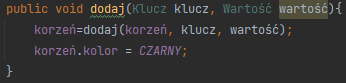 public void dodaj(Klucz klucz, Wartość wartość){
korzeń=dodaj(korzeń, klucz, wartość);
korzeń.kolor = CZARNY;
}